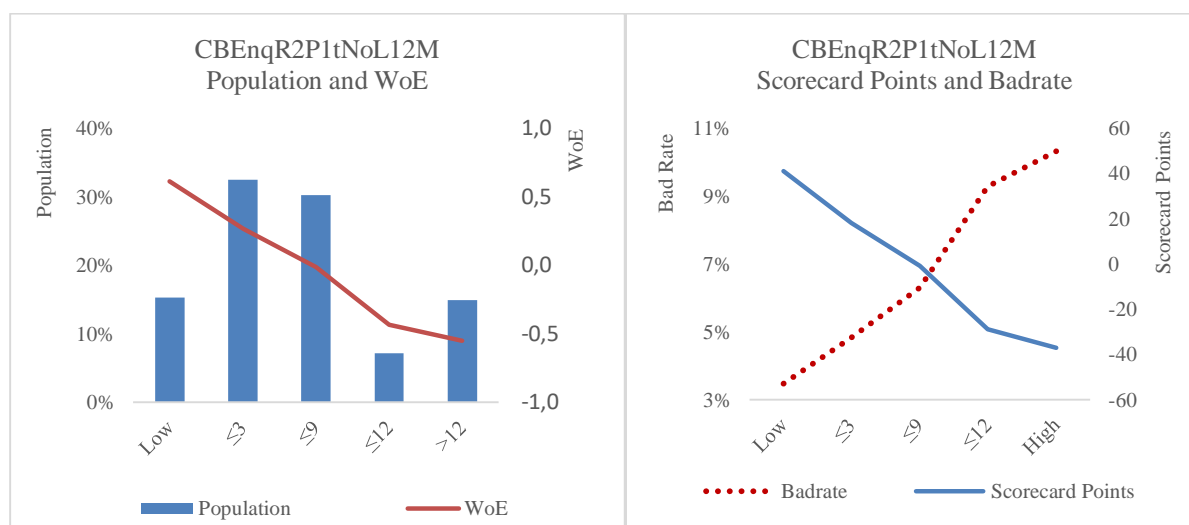 CBEnqR2P1tNoL12M
Population and WoE
Population
WoE
40%
30%
20%
10%
0%
1,0
0,5
0,0
-0,5
-1,0
Low
≤3
≤9
≤12
>12
Population
WoE
CBEnqR2P1tNoL12M
Scorecard Points and Badrate
Bad Rate
Scorecard Points
11%
9%
7%
5%
3%
60
40
20
0
-20
-40
-60
Low
≤3
≤9
≤12
High
Badrate
Scorecard Points